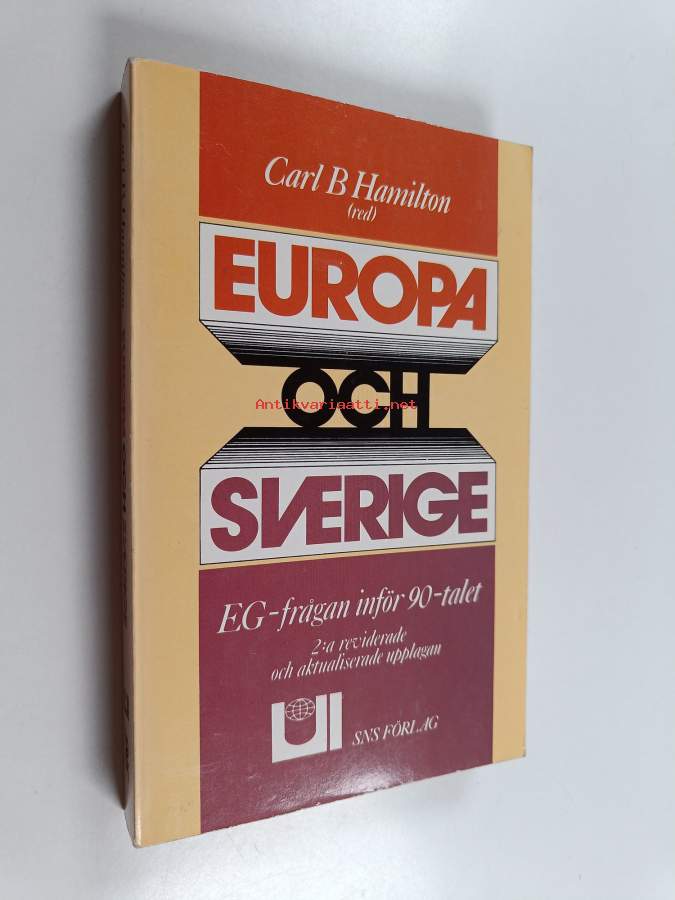 Carl B Hamilton
(red)
EUROPA
OCH
Antikvariaatti.net
SVERIGE
EG-frågan inför 90-talet
2:a reviderade
och aktualiserade upplagan
UI
SNS FÖRLAG